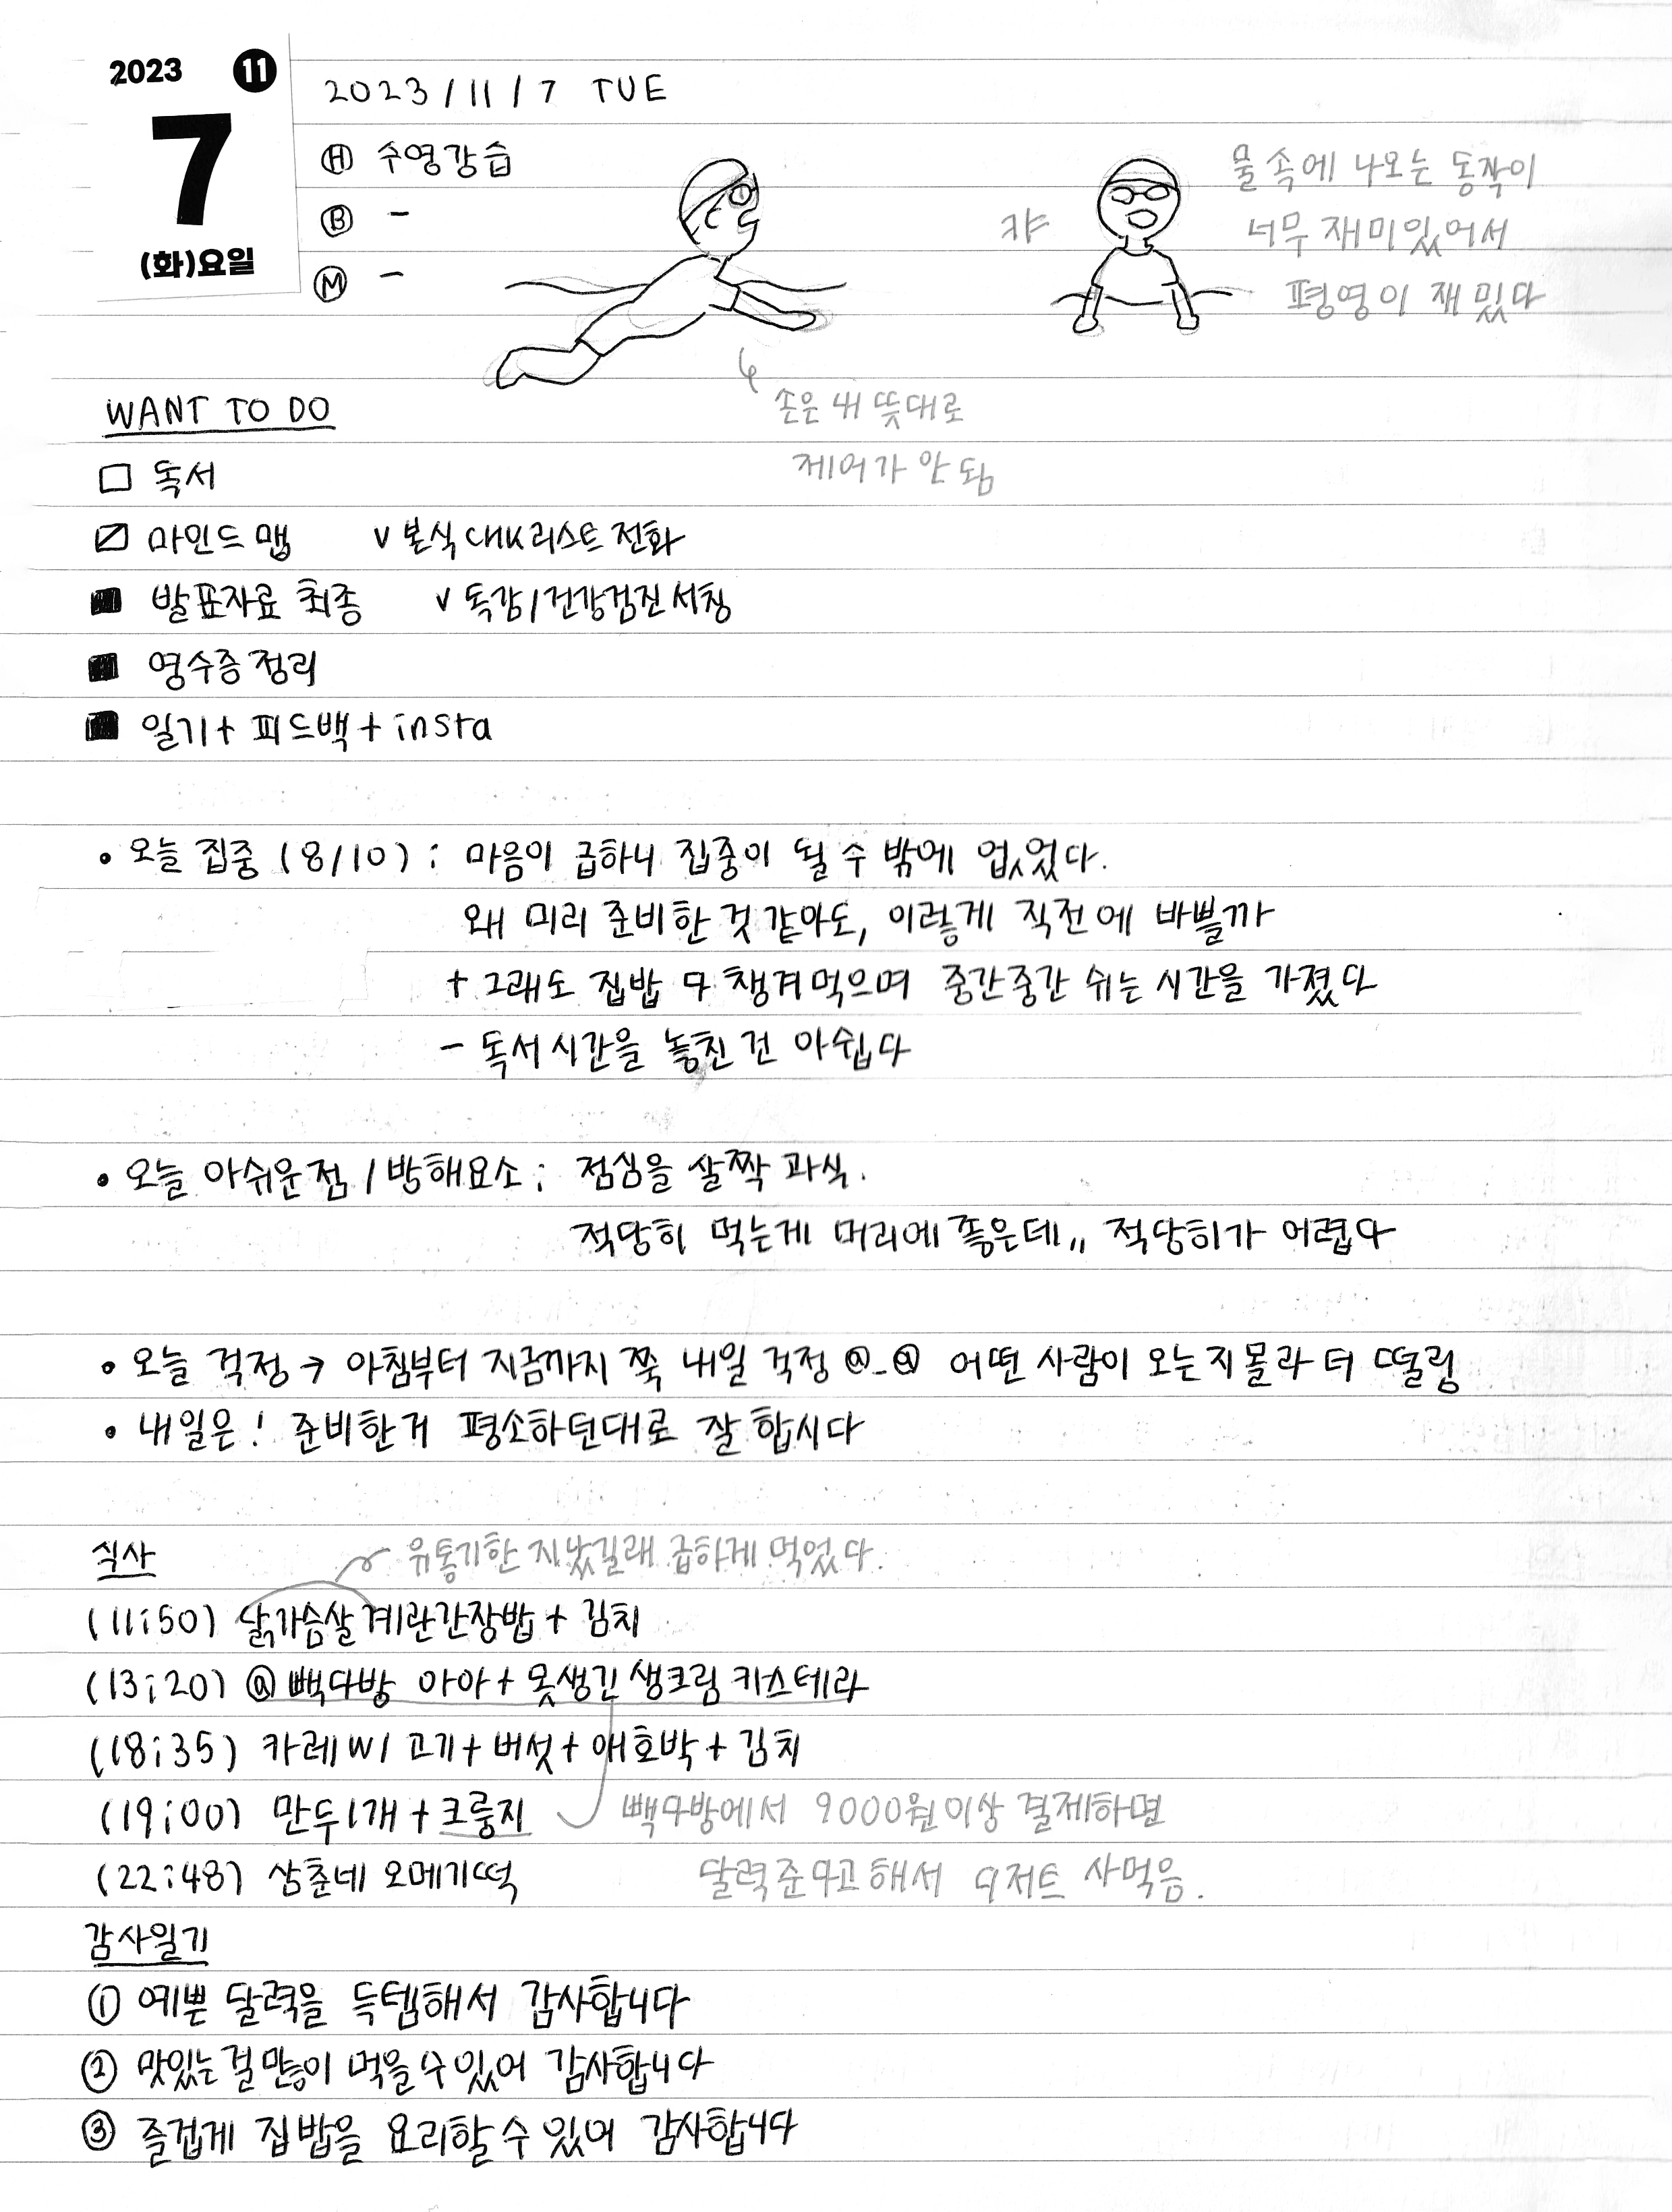 2023 11
7
(화)요일
2023/11/7 TUE
Ⓗ 수영강습
Ⓑ -
Ⓜ -
캬
물 속에 나오는 동작이
너무 재미있어서
평영이 재밌다
↳ 손은 내 뜻대로
제어가 안 됨
WANT TO DO
□ 독서
☑ 마인드맵 v 본식 CHK리스트 전화
■ 발표자료 최종 v 독감/건강검진 서칭
■ 영수증 정리
■ 일기+ 피드백+insta
• 오늘 집중 (8/10) : 마음이 급하니 집중이 될 수 밖에 없었다.
왜 미리 준비한 것 같아도, 이렇게 직전에 바쁠까
+ 그래도 집밥 다 챙겨먹으며 중간중간 쉬는 시간을 가졌다
- 독서시간을 놓친 건 아쉽다
• 오늘 아쉬운점 / 방해요소 : 점심을 살짝 과식.
적당히 먹는게 머리에 좋은데,, 적당히가 어렵다
• 오늘 걱정 → 아침부터 지금까지 쭉 내일 걱정 @_@ 어떤 사람이 오는지 몰라 더 떨렁
• 내일은! 준비한거 평소하던대로 잘 합시다
식사
유통기한 지났길래 급하게 먹었다.
(11:50) 닭가슴살계란간장밥 + 김치
(13:20) @빽다방 아아+ 못생긴 생크림 카스테라
(18:35) 카레 w/ 고기+ 버섯+ 애호박+ 김치
(19:00) 만두1개 + 크룽지
빽다방에서 9000원이상 결제하면
(22:48) 삼춘네 오메기떡
달력준다고해서 디저트 사먹음.
감사일기
① 예쁜 달력을 득템해서 감사합니다
② 맛있는걸 많이 먹을 수 있어 감사합니다
③ 즐겁게 집밥을 요리할 수 있어 감사합니다